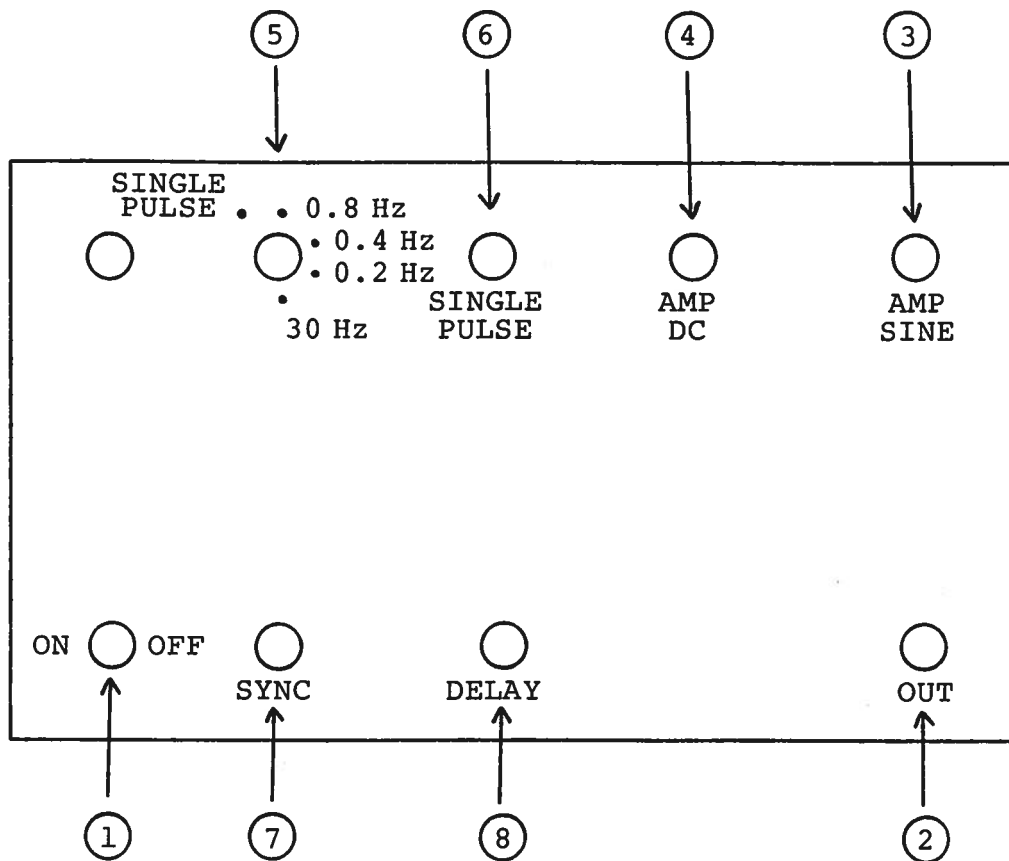 5 6 4 3
SINGLE
PULSE
0.8 Hz
0.4 Hz
0.2 Hz
30 Hz
SINGLE
PULSE
AMP
DC
AMP
SINE
ON OFF
SYNC
DELAY
OUT
1 7 8 2